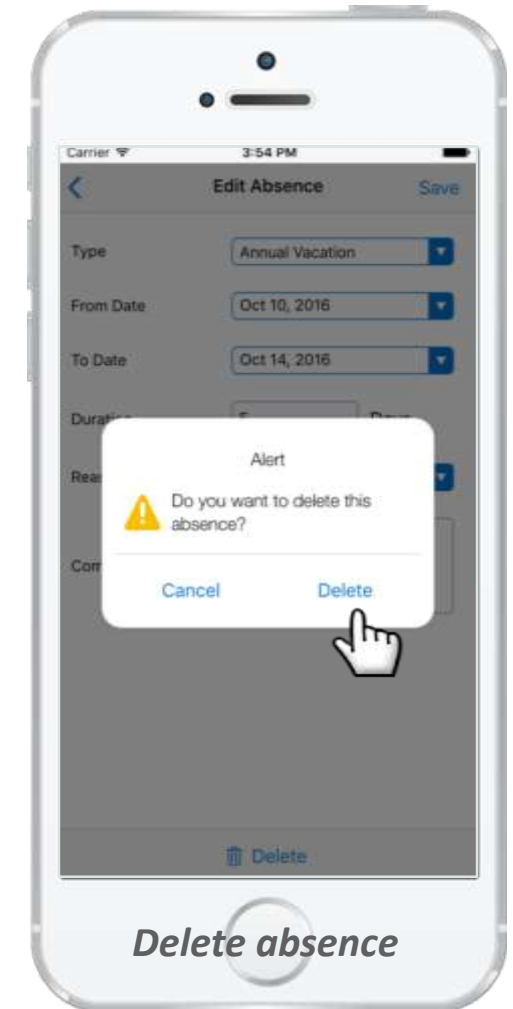 Carrier 3:54 PM
Edit Absence Save
Type Annual Vacation
From Date Oct 10, 2016
To Date Oct 14, 2016
Alert
Do you want to delete this
absence?
Cancel Delete
Delete
Delete absence